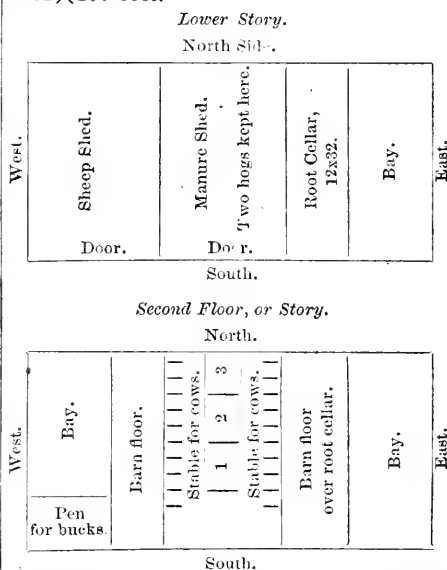 Lower Story.
North Side.
West.
Sheep Shed.
Door.
Manure Shed.
Two hogs kept here.
Door.
Root Cellar,
12x32.
Bay.
East.
South.
Second Floor, or Story.
North.
West.
Bay.
Pen
for bucks.
Barn floor.
Stable for cows.
1 2 3
Stable for cows.
Barn floor
over root cellar.
Bay.
East.
South.